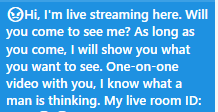 😈Hi, I'm live streaming here. Will
you come to see me? As long as
you come, I will show you what
you want to see. One-on-one
video with you, I know what a
man is thinking. My live room ID: